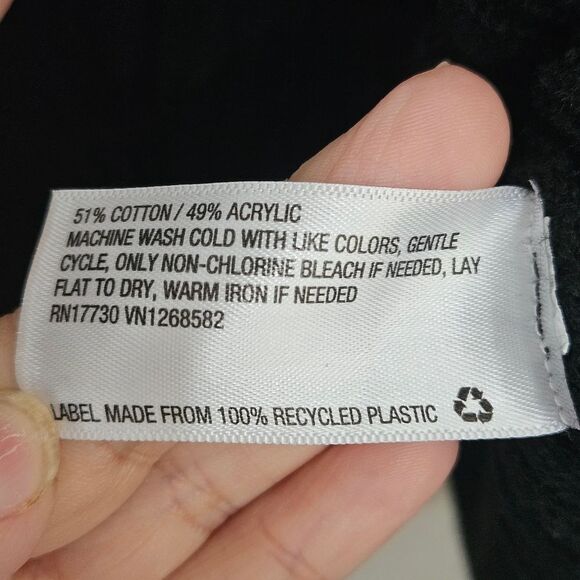 51% COTTON / 49% ACRYLIC
MACHINE WASH COLD WITH LIKE COLORS, GENTLE
CYCLE, ONLY NON-CHLORINE BLEACH IF NEEDED, LAY
FLAT TO DRY, WARM IRON IF NEEDED
RN17730 VN1268582
LABEL MADE FROM 100% RECYCLED PLASTIC